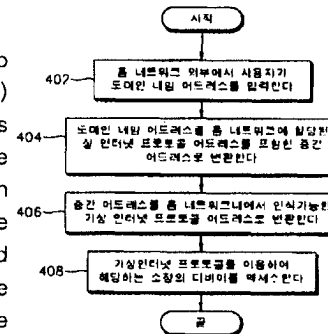 시작
402
홈 네트워크 외부에서 사용자가
도메인 네임 어드레스를 입력한다
404
도메인 네임 어드레스를 홈 네트워크에 할당된
실 인터넷 프로토콜 어드레스를 포함한 중간
어드레스로 변환한다
406
중간 어드레스를 홈 네트워크내에서 인식가능한
가상 인터넷 프로토콜 어드레스로 변환한다
408
가상인터넷 프로토콜을 이용하여
해당하는 소정의 디바이를 액세스한다
끝